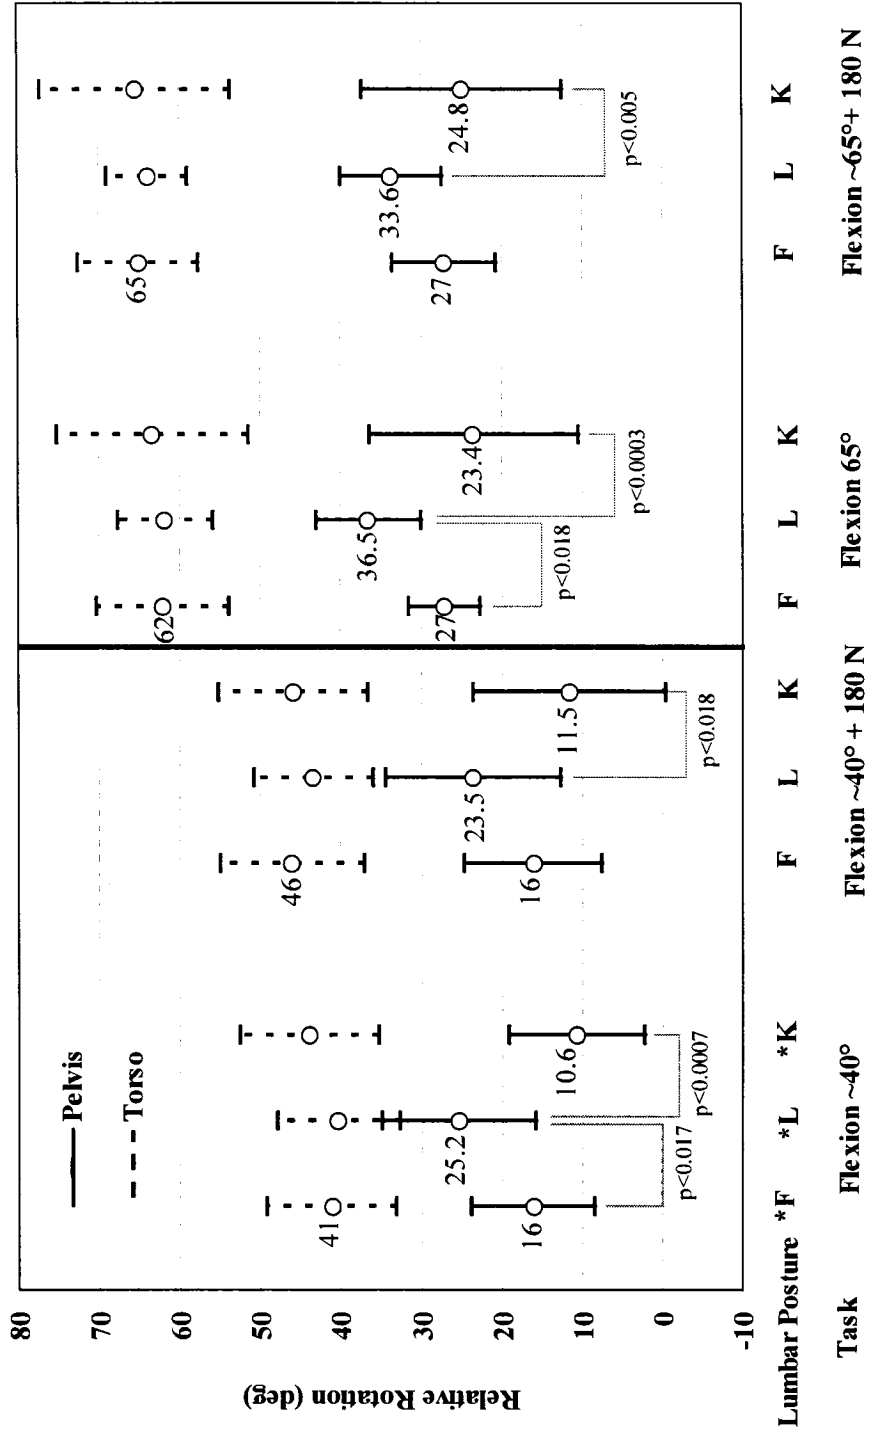 Relative Rotation (deg)
80
70
60
50
40
30
20
10
0
-10
Pelvis
Torso
41
16
25.2
10.6
46
16
23.5
11.5
62
27
36.5
23.4
65
27
33.6
24.8
p<0.017
p<0.0007
p<0.018
p<0.018
p<0.0003
p<0.005
Lumbar Posture *F *L *K F L K F L K F L K
Task Flexion ~40° Flexion ~40° + 180 N Flexion 65° Flexion ~65°+ 180 N